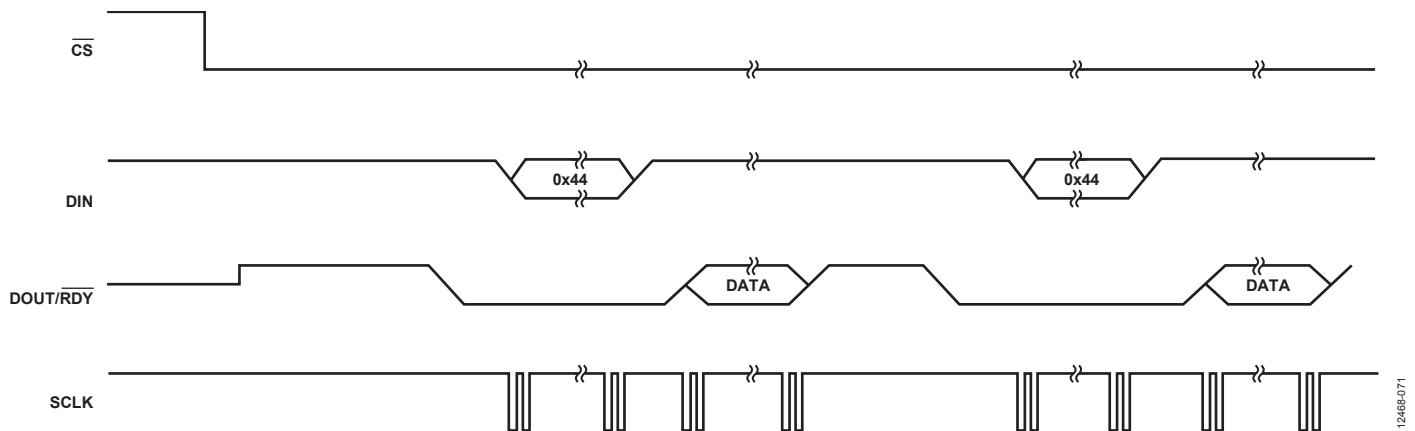 CS
DIN
0x44
0x44
DOUT/RDY
DATA
DATA
SCLK
12468-071